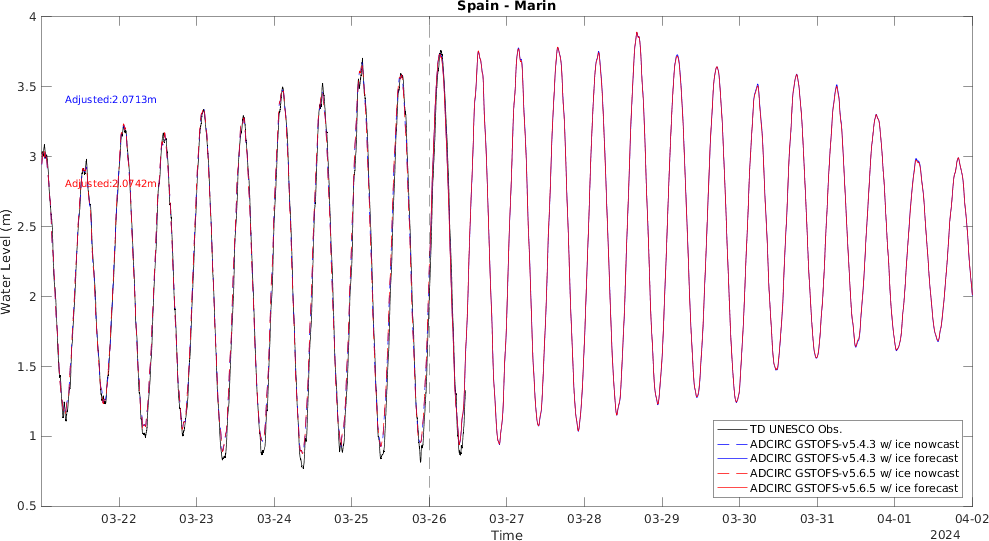 Spain - Marin
4
3.5
3
2.5
2
1.5
1
0.5
Water Level (m)
Adjusted:2.0713m
Adjusted:2.0742m
TD UNESCO Obs.
ADCIRC GSTOFS-v5.4.3 w/ ice nowcast
ADCIRC GSTOFS-v5.4.3 w/ ice forecast
ADCIRC GSTOFS-v5.6.5 w/ ice nowcast
ADCIRC GSTOFS-v5.6.5 w/ ice forecast
03-22 03-23 03-24 03-25 03-26 03-27 03-28 03-29 03-30 03-31 04-01 04-02
Time
2024